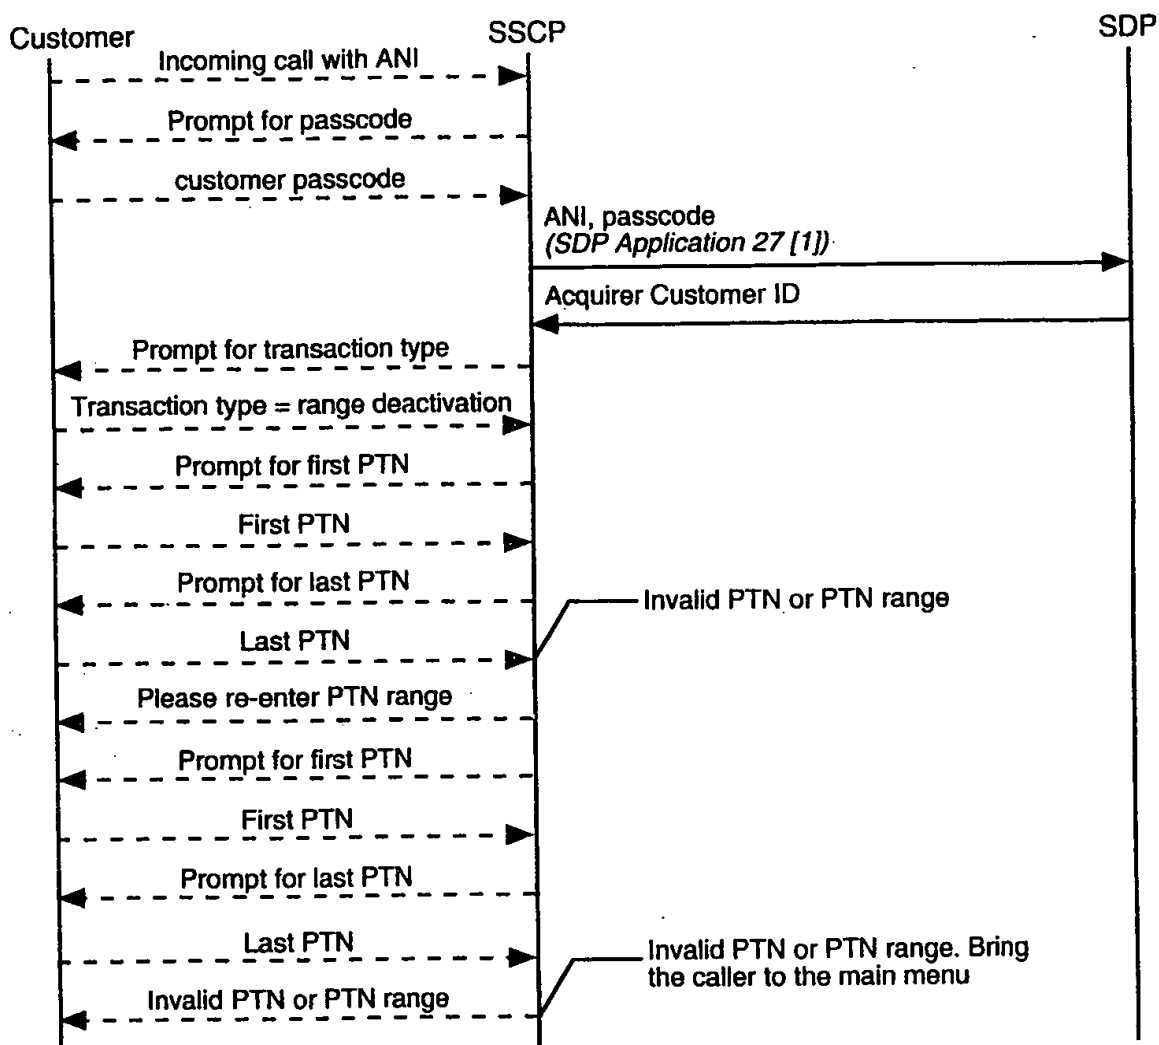 Customer
SSCP
SDP
Incoming call with ANI
Prompt for passcode
customer passcode
ANI, passcode
(SDP Application 27 [1])
Acquirer Customer ID
Prompt for transaction type
Transaction type = range deactivation
Prompt for first PTN
First PTN
Prompt for last PTN
Invalid PTN or PTN range
Last PTN
Please re-enter PTN range
Prompt for first PTN
First PTN
Prompt for last PTN
Last PTN
Invalid PTN or PTN range. Bring
the caller to the main menu
Invalid PTN or PTN range